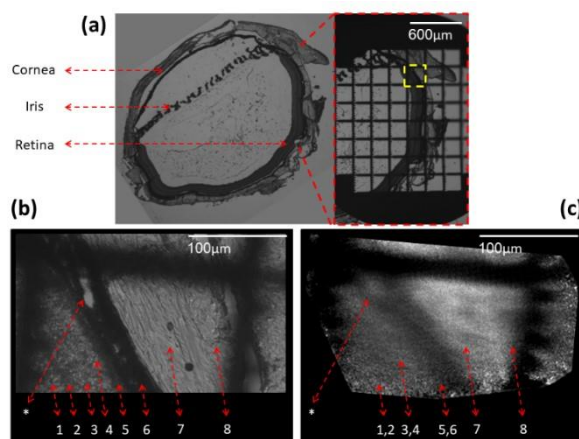 (a)
600μm
Cornea
Iris
Retina
(b)
100μm
* 1 2 3 4 5 6 7 8
(c)
100μm
* 1,2 3,4 5,6 7 8